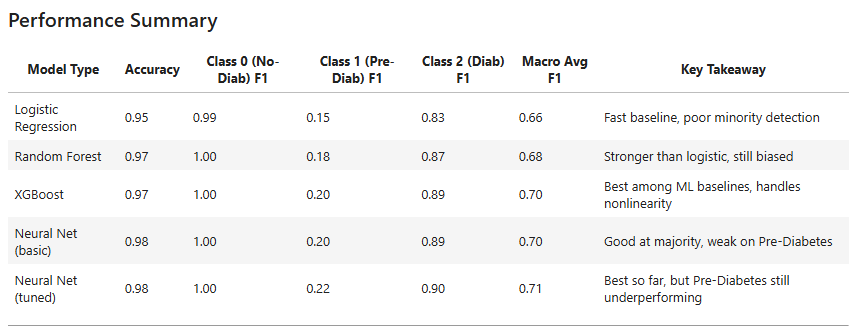 Performance Summary
Model Type Accuracy Class 0 (No-Diab) F1 Class 1 (Pre-Diab) F1 Class 2 (Diab) F1 Macro Avg F1 Key Takeaway
Logistic Regression 0.95 0.99 0.15 0.83 0.66 Fast baseline, poor minority detection
Random Forest 0.97 1.00 0.18 0.87 0.68 Stronger than logistic, still biased
XGBoost 0.97 1.00 0.20 0.89 0.70 Best among ML baselines, handles nonlinearity
Neural Net (basic) 0.98 1.00 0.20 0.89 0.70 Good at majority, weak on Pre-Diabetes
Neural Net (tuned) 0.98 1.00 0.22 0.90 0.71 Best so far, but Pre-Diabetes still underperforming